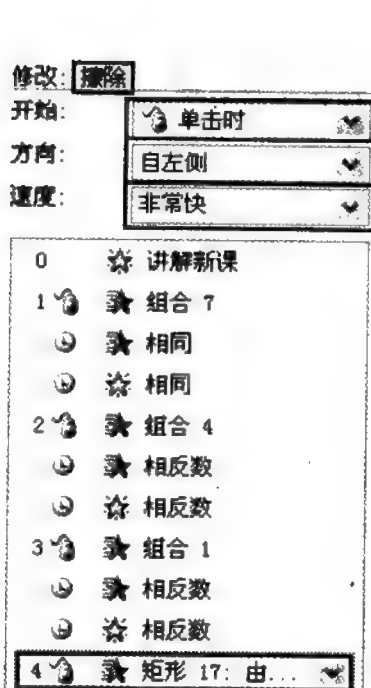 修改: 擦除
开始: 单击时
方向: 自左侧
速度: 非常快
0 讲解新课
1 组合 7
相同
相同
2 组合 4
相反数
相反数
3 组合 1
相反数
相反数
4 矩形 17: 由...